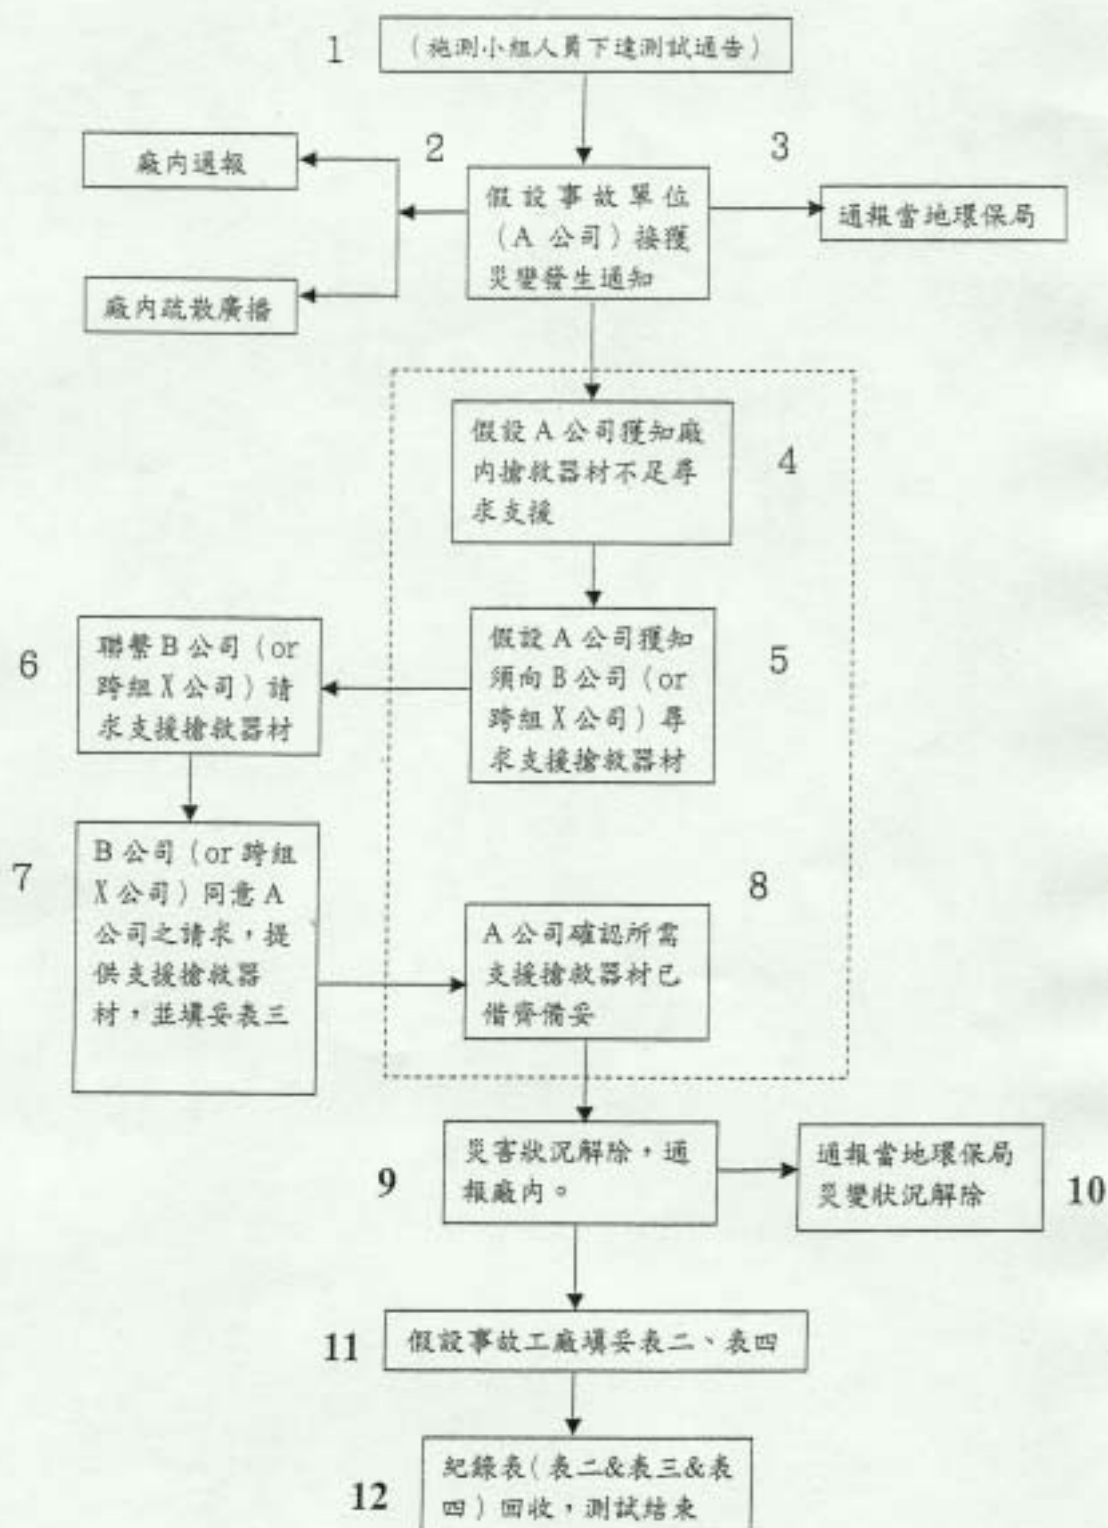 1
（施測小組人員下達測試通告）
2
3
廠內通報
假設事故單位
（A 公司）接獲
災變發生通知
通報當地環保局
廠內疏散廣播
假設 A 公司獲知廠
內搶救器材不足尋
求支援
4
假設 A 公司獲知
須向 B 公司（or
跨組 X 公司）尋
求支援搶救器材
5
6
聯繫 B 公司（or
跨組 X 公司）請
求支援搶救器材
7
B 公司（or 跨組
X 公司）同意 A
公司之請求，提
供支援搶救器
材，並填妥表三
8
A 公司確認所需
支援搶救器材已
借齊備妥
9
災害狀況解除，通
報廠內。
通報當地環保局
災變狀況解除
10
11
假設事故工廠填妥表二、表四
12
紀錄表（表二&表三&表
四）回收，測試結束